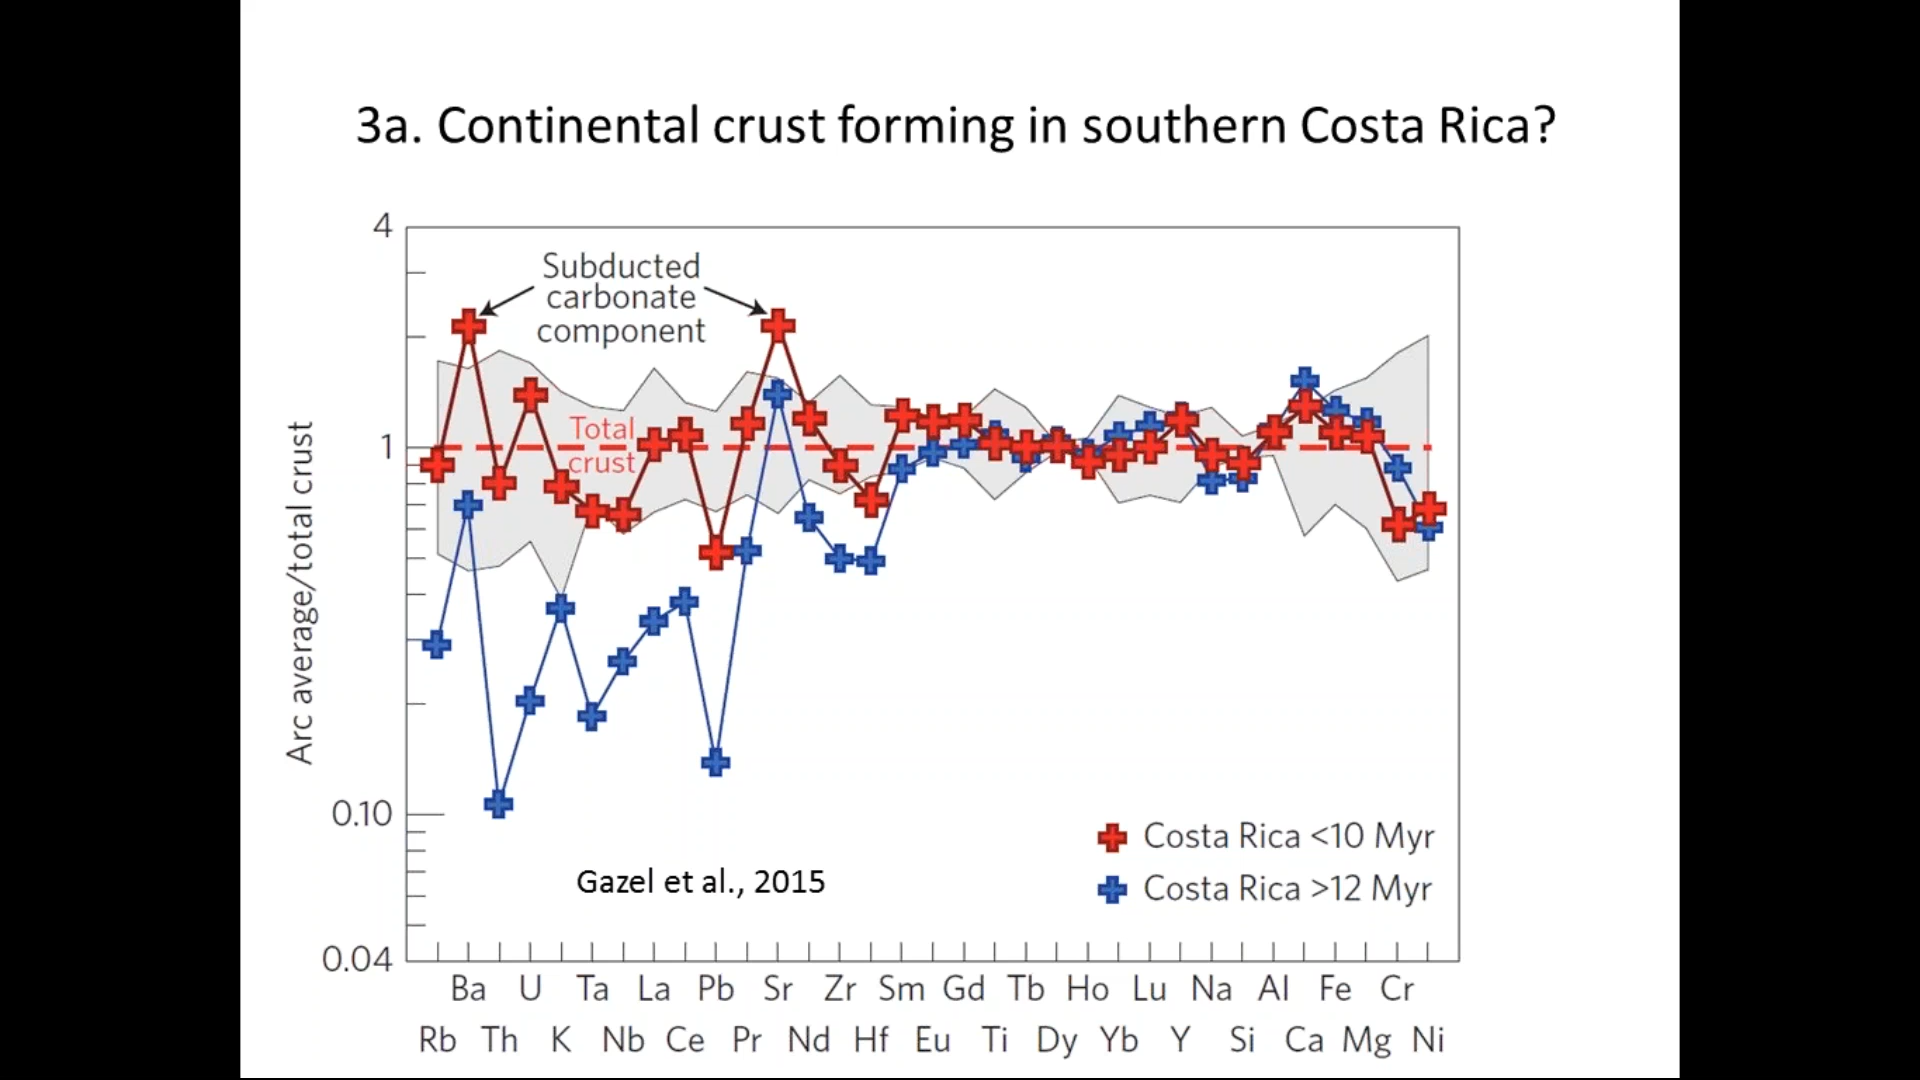 3a. Continental crust forming in southern Costa Rica?
4
Subducted
carbonate
component
Total
crust
1
Arc average/total crust
0.10
0.04
Gazel et al., 2015
Costa Rica <10 Myr
Costa Rica >12 Myr
Ba U Ta La Pb Sr Zr Sm Gd Tb Ho Lu Na Al Fe Cr
Rb Th K Nb Ce Pr Nd Hf Eu Ti Dy Yb Y Si Ca Mg Ni